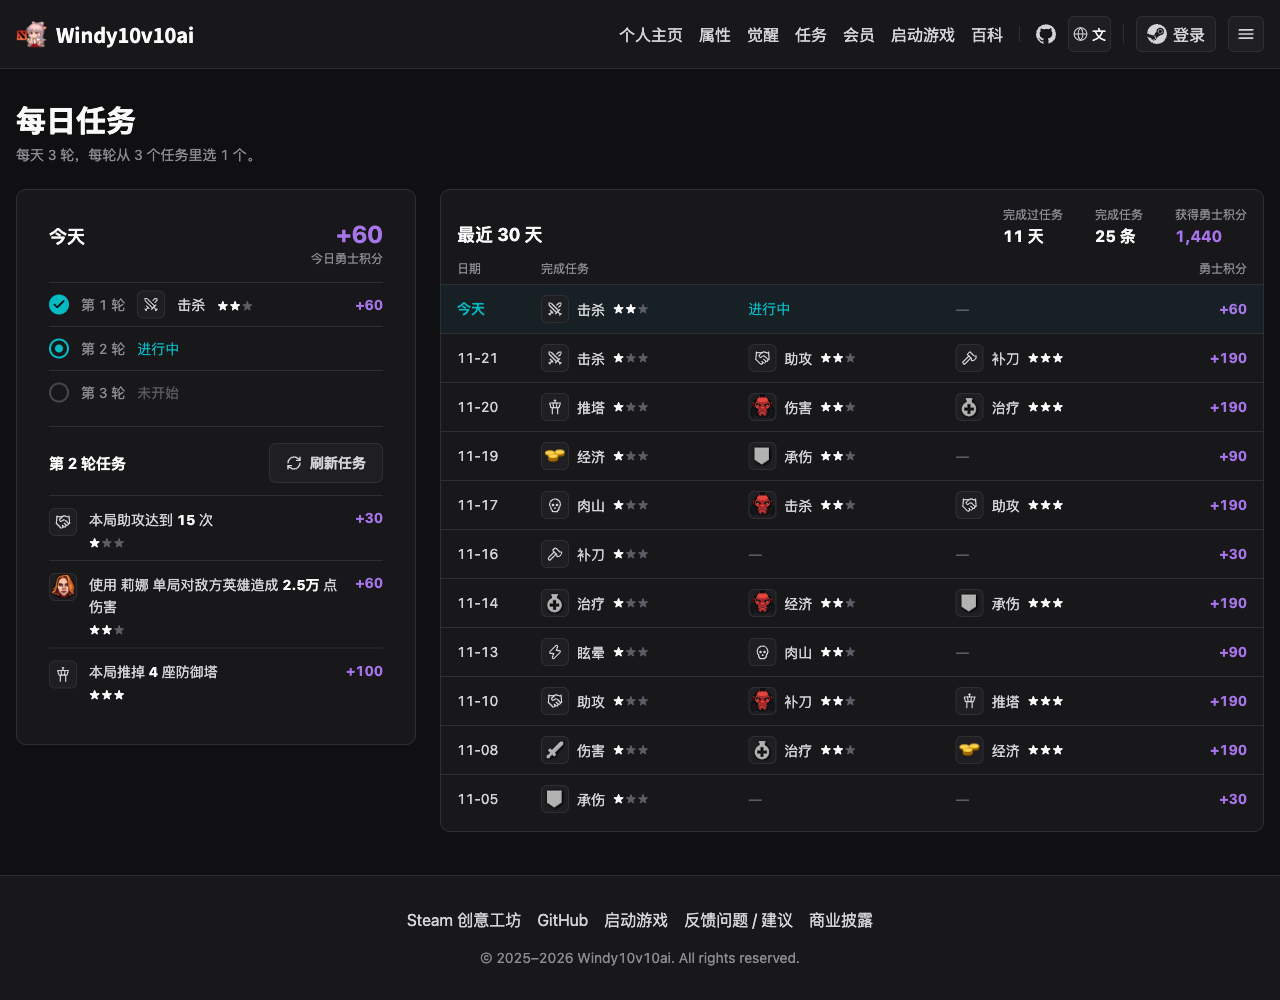 Windy10v10ai
个人主页 属性 觉醒 任务 会员 启动游戏 百科 文 登录
每日任务
每天 3 轮，每轮从 3 个任务里选 1 个。
今天 +60
今日勇士积分
第 1 轮 击杀 ★★★ +60
第 2 轮 进行中
第 3 轮 未开始
第 2 轮任务 刷新任务
本局助攻达到 15 次 +30
★★★
使用 莉娜 单局对敌方英雄造成 2.5万 点 +60
伤害
★★★
本局推掉 4 座防御塔 +100
★★★
最近 30 天
完成过任务 完成任务 获得勇士积分
11 天 25 条 1,440
日期 完成任务 勇士积分
今天 击杀 ★★★ 进行中 — +60
11-21 击杀 ★★★ 助攻 ★★★ 补刀 ★★★ +190
11-20 推塔 ★★★ 伤害 ★★★ 治疗 ★★★ +190
11-19 经济 ★★★ 承伤 ★★★ — +90
11-17 肉山 ★★★ 击杀 ★★★ 助攻 ★★★ +190
11-16 补刀 ★★★ — — +30
11-14 治疗 ★★★ 经济 ★★★ 承伤 ★★★ +190
11-13 眩晕 ★★★ 肉山 ★★★ — +90
11-10 助攻 ★★★ 补刀 ★★★ 推塔 ★★★ +190
11-08 伤害 ★★★ 治疗 ★★★ 经济 ★★★ +190
11-05 承伤 ★★★ — — +30
Steam 创意工坊 GitHub 启动游戏 反馈问题 / 建议 商业披露
© 2025–2026 Windy10v10ai. All rights reserved.